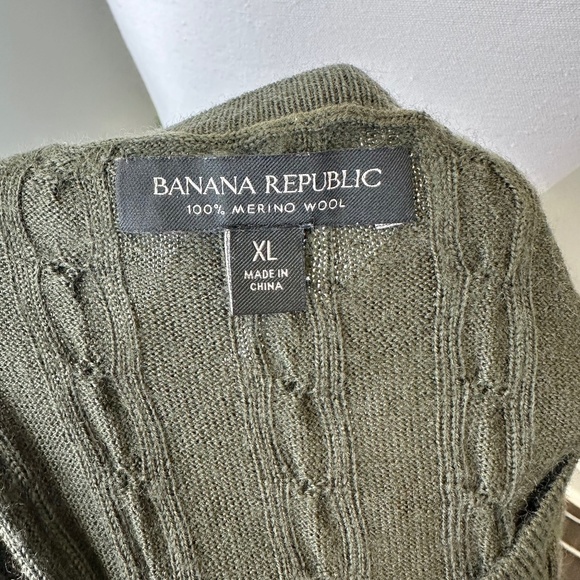 BANANA REPUBLIC
100% MERINO WOOL
XL
MADE IN
CHINA